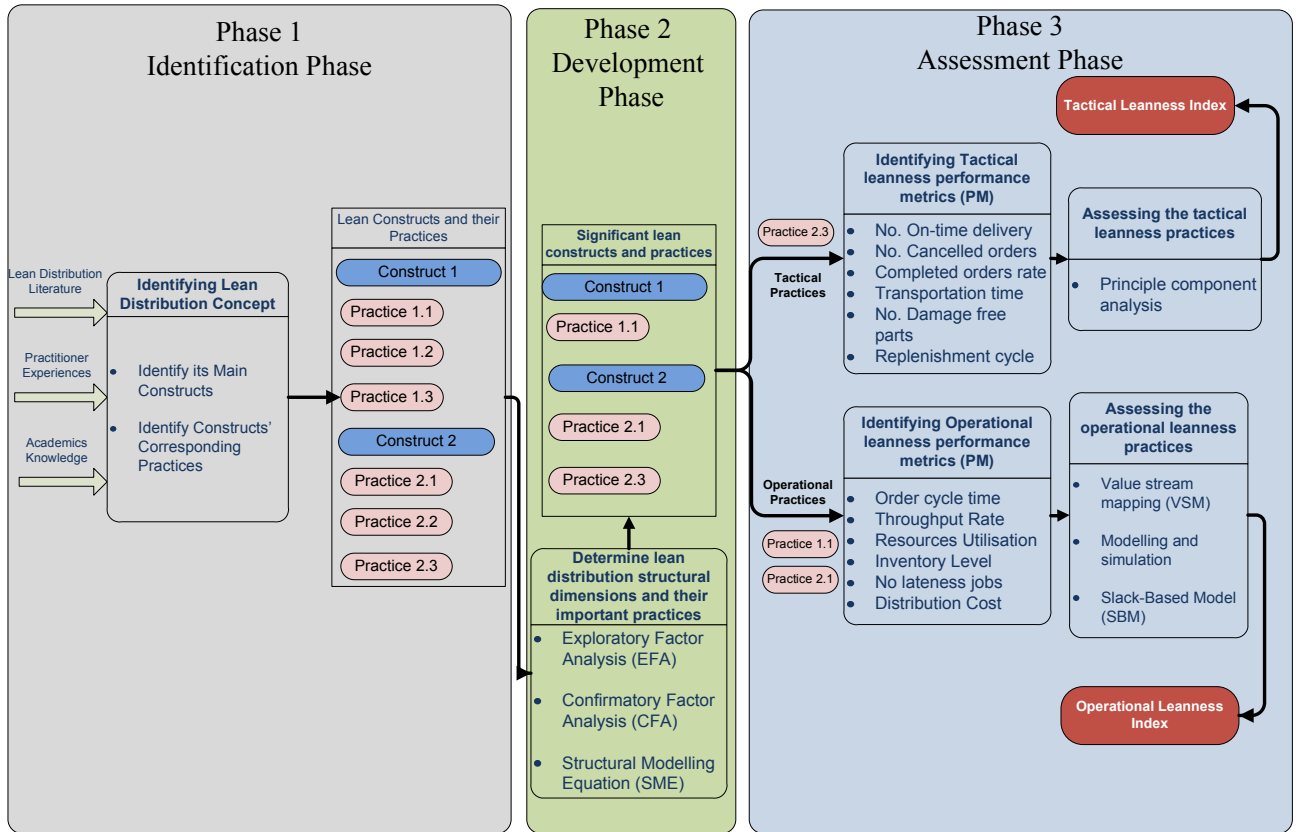 Phase 1
Identification Phase
Lean Distribution
Literature
Practitioner
Experiences
Academics
Knowledge
Identifying Lean
Distribution Concept
• Identify its Main
Constructs
• Identify Constructs’
Corresponding
Practices
Lean Constructs and their
Practices
Construct 1
Practice 1.1
Practice 1.2
Practice 1.3
Construct 2
Practice 2.1
Practice 2.2
Practice 2.3
Phase 2
Development
Phase
Significant lean
constructs and practices
Construct 1
Practice 1.1
Construct 2
Practice 2.1
Practice 2.3
Determine lean
distribution structural
dimensions and their
important practices
• Exploratory Factor
Analysis (EFA)
• Confirmatory Factor
Analysis (CFA)
• Structural Modelling
Equation (SME)
Phase 3
Assessment Phase
Tactical Leanness Index
Practice 2.3
Tactical
Practices
Identifying Tactical
leanness performance
metrics (PM)
• No. On-time delivery
• No. Cancelled orders
• Completed orders rate
• Transportation time
• No. Damage free
parts
• Replenishment cycle
Assessing the tactical
leanness practices
• Principle component
analysis
Operational
Practices
Practice 1.1
Practice 2.1
Identifying Operational
leanness performance
metrics (PM)
• Order cycle time
• Throughput Rate
• Resources Utilisation
• Inventory Level
• No lateness jobs
• Distribution Cost
Assessing the
operational leanness
practices
• Value stream
mapping (VSM)
• Modelling and
simulation
• Slack-Based Model
(SBM)
Operational Leanness
Index